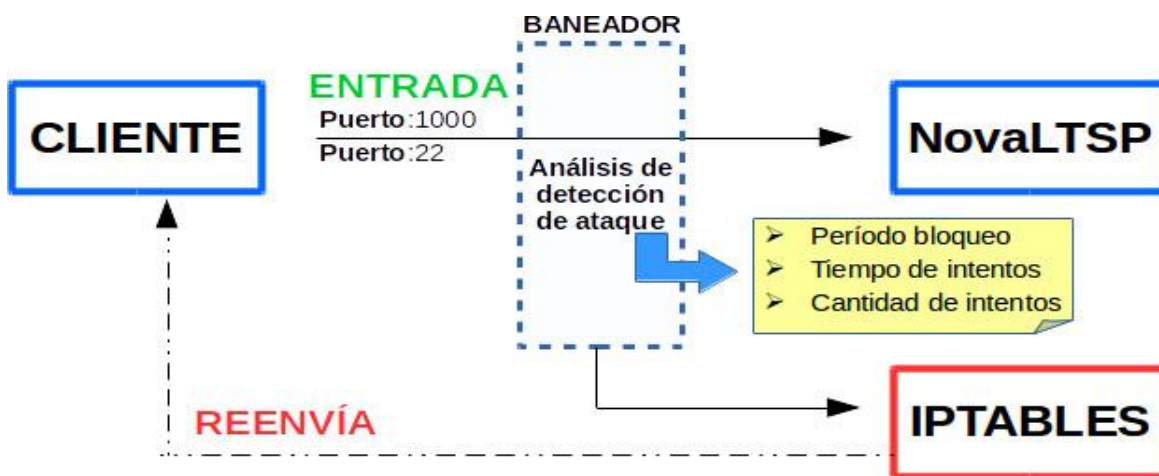 BANEADOR
CLIENTE
ENTRADA
Puerto:1000
Puerto:22
NovaLTSP
Análisis de
detección
de ataque
Período bloqueo
Tiempo de intentos
Cantidad de intentos
REENVÍA
IPTABLES